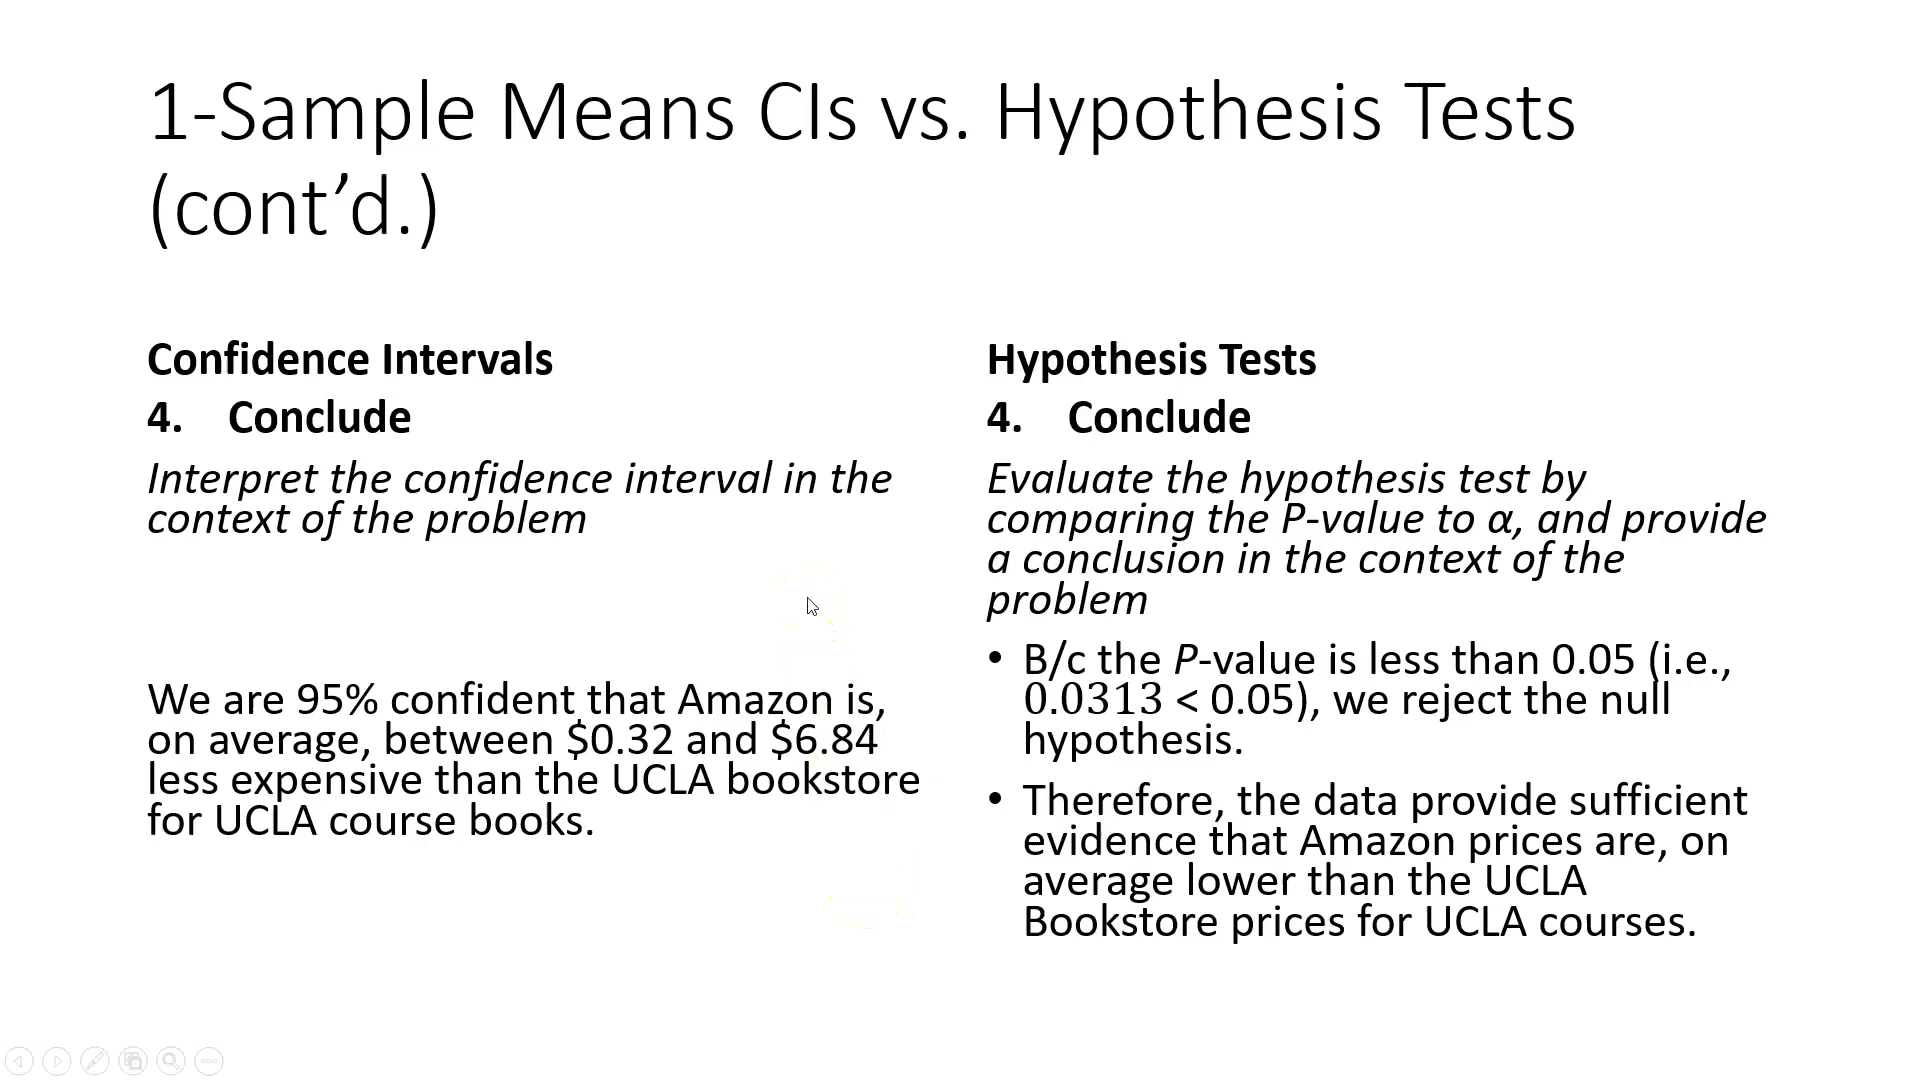 1-Sample Means CIs vs. Hypothesis Tests
(cont’d.)
Confidence Intervals
4. Conclude
Interpret the confidence interval in the
context of the problem
We are 95% confident that Amazon is,
on average, between $0.32 and $6.84
less expensive than the UCLA bookstore
for UCLA course books.
Hypothesis Tests
4. Conclude
Evaluate the hypothesis test by
comparing the P-value to α, and provide
a conclusion in the context of the
problem
• B/c the P-value is less than 0.05 (i.e.,
0.0313 < 0.05), we reject the null
hypothesis.
• Therefore, the data provide sufficient
evidence that Amazon prices are, on
average lower than the UCLA
Bookstore prices for UCLA courses.